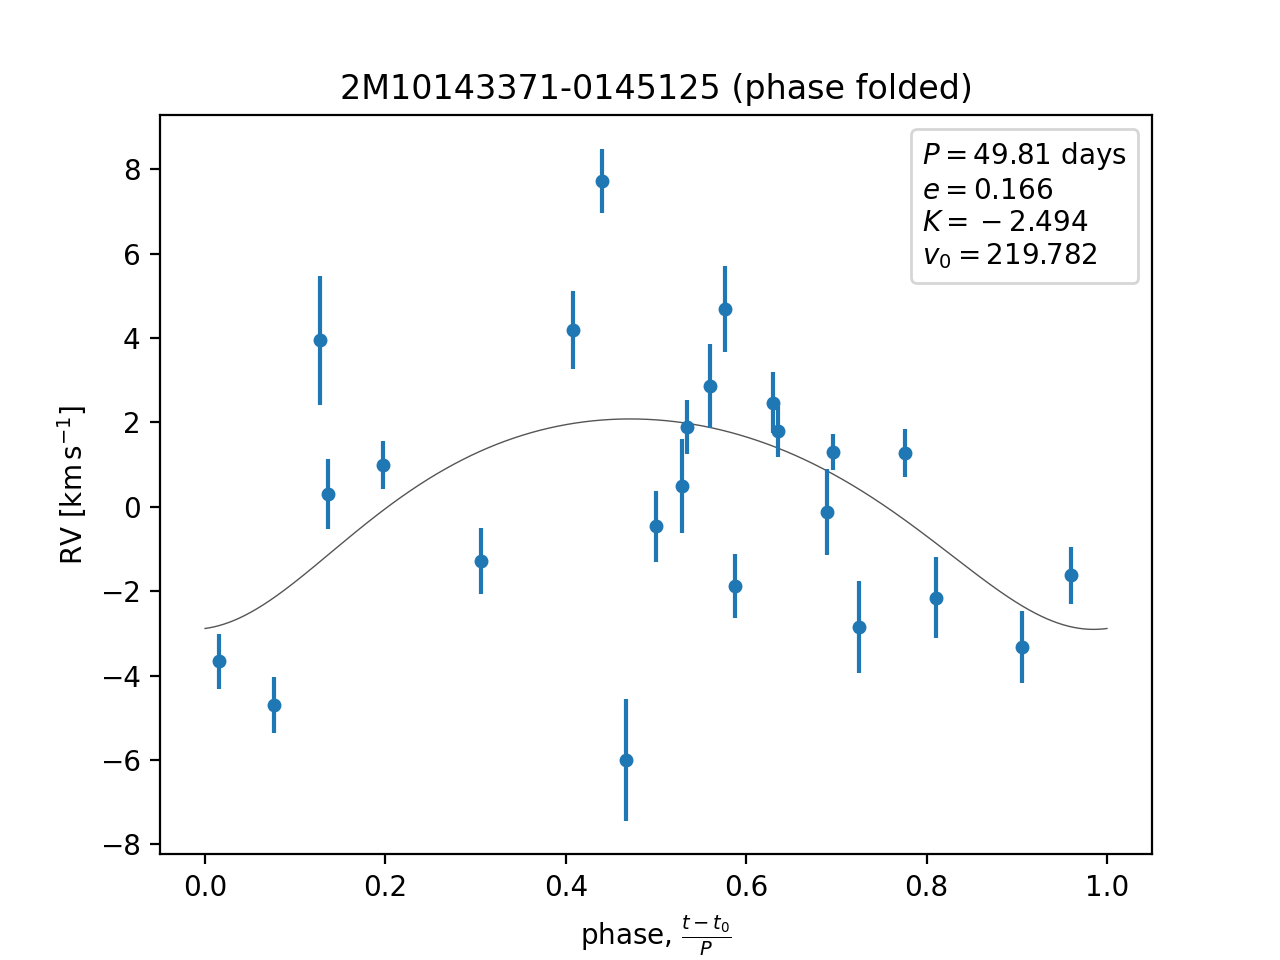 2M10143371-0145125 (phase folded)
P = 49.81 days
e = 0.166
K = −2.494
v₀ = 219.782
8
6
4
2
0
−2
−4
−6
−8
RV [km s⁻¹]
0.0 0.2 0.4 0.6 0.8 1.0
phase, (t − t₀)/P